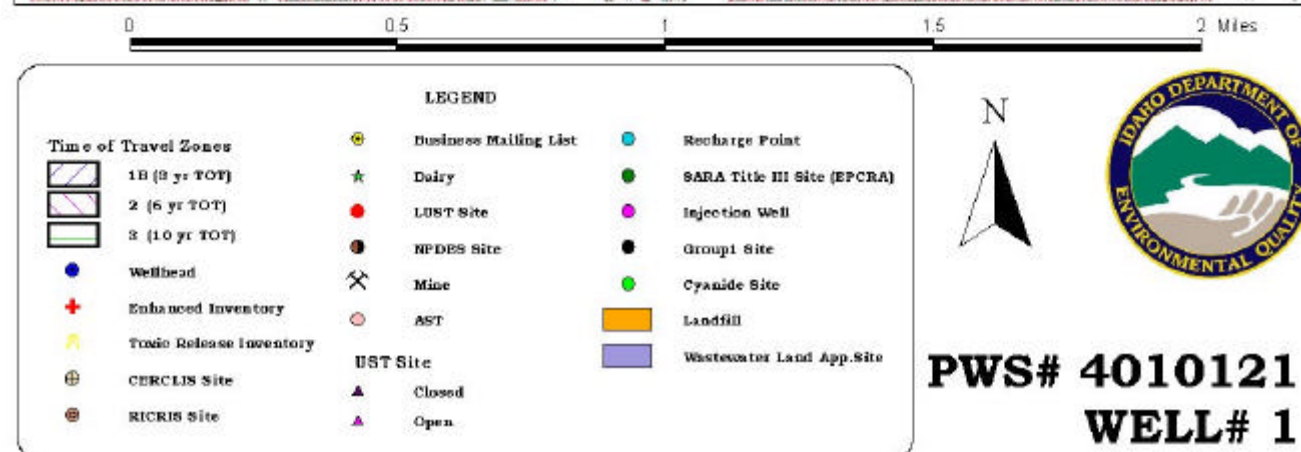 0 0.5 1 1.5 2 Miles
LEGEND
Time of Travel Zones
1B (3 yr TOT)
2 (6 yr TOT)
3 (10 yr TOT)
Wellhead
Enhanced Inventory
Toxic Release Inventory
CERCLIS Site
RICRIS Site
Business Mailing List
Dairy
LUST Site
NPDES Site
Mine
AST
UST Site
Closed
Open
Recharge Point
SARA Title III Site (EPCRA)
Injection Well
Group1 Site
Cyanide Site
Landfill
Wastewater Land App.Site
N
IDAHO DEPARTMENT OF
ENVIRONMENTAL QUALITY
PWS# 4010121
WELL# 1